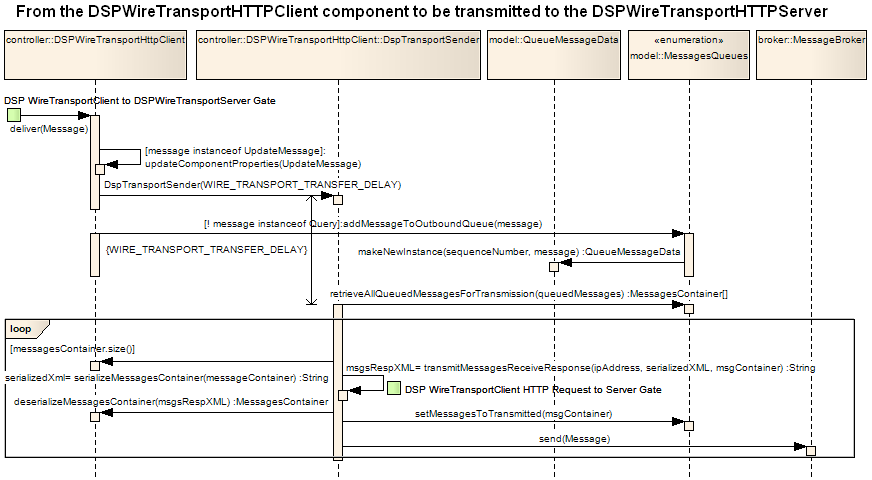 From the DSPWireTransportHTTPClient component to be transmitted to the DSPWireTransportHTTPServer
controller::DSPWireTransportHttpClient
controller::DSPWireTransportHttpClient::DspTransportSender
model::QueueMessageData
«enumeration»
model::MessagesQueues
broker::MessageBroker
DSP WireTransportClient to DSPWireTransportServer Gate
deliver(Message)
[message instanceof UpdateMessage]:
updateComponentProperties(UpdateMessage)
DspTransportSender(WIRE_TRANSPORT_TRANSFER_DELAY)
[! message instanceof Query]:addMessageToOutboundQueue(message)
{WIRE_TRANSPORT_TRANSFER_DELAY}
makeNewInstance(sequenceNumber, message) :QueueMessageData
retrieveAllQueuedMessagesForTransmission(queuedMessages) :MessagesContainer[]
loop
[messagesContainer.size()]
msgsRespXML= transmitMessagesReceiveResponse(ipAddress, serializedXML, msgContainer) :String
serializedXml= serializeMessagesContainer(messageContainer) :String
DSP WireTransportClient HTTP Request to Server Gate
deserializeMessagesContainer(msgsRespXML) :MessagesContainer
setMessagesToTransmitted(msgContainer)
send(Message)